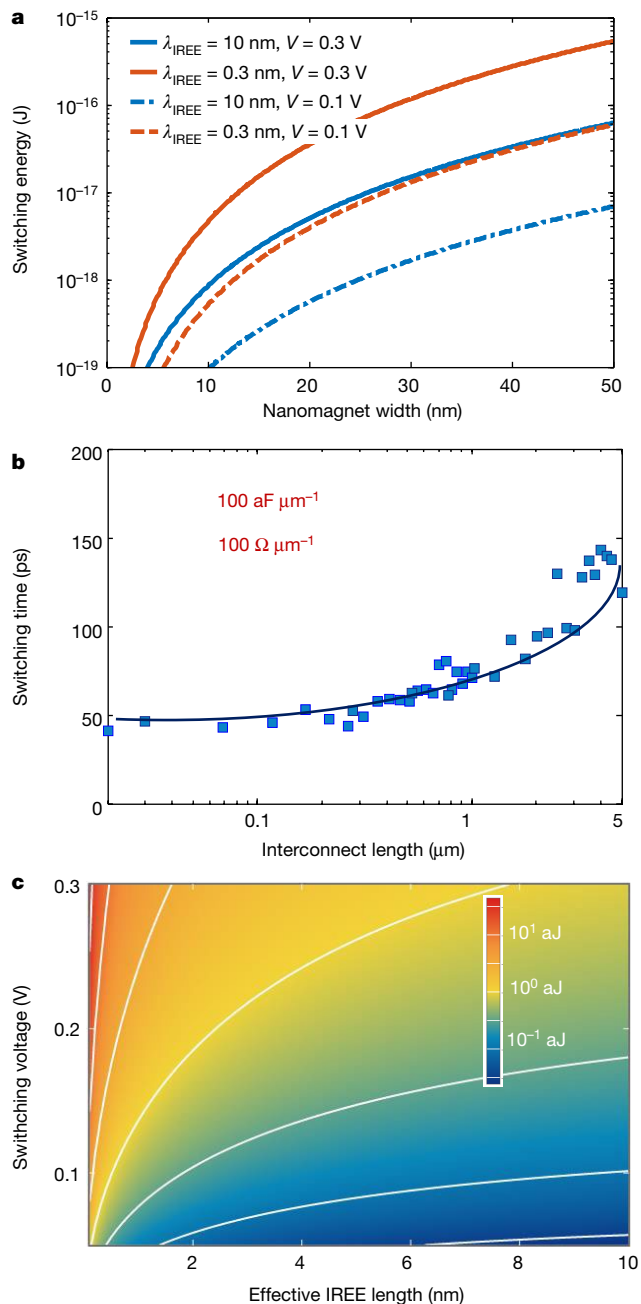 a
10⁻¹⁵
10⁻¹⁶
10⁻¹⁷
10⁻¹⁸
10⁻¹⁹
Switching energy (J)
λIREE = 10 nm, V = 0.3 V
λIREE = 0.3 nm, V = 0.3 V
λIREE = 10 nm, V = 0.1 V
λIREE = 0.3 nm, V = 0.1 V
0 10 20 30 40 50
Nanomagnet width (nm)
b
200
150
100
50
0
Switching time (ps)
100 aF μm⁻¹
100 Ω μm⁻¹
0.1 1 5
Interconnect length (μm)
c
0.3
0.2
0.1
Swithching voltage (V)
10¹ aJ
10⁰ aJ
10⁻¹ aJ
2 4 6 8 10
Effective IREE length (nm)